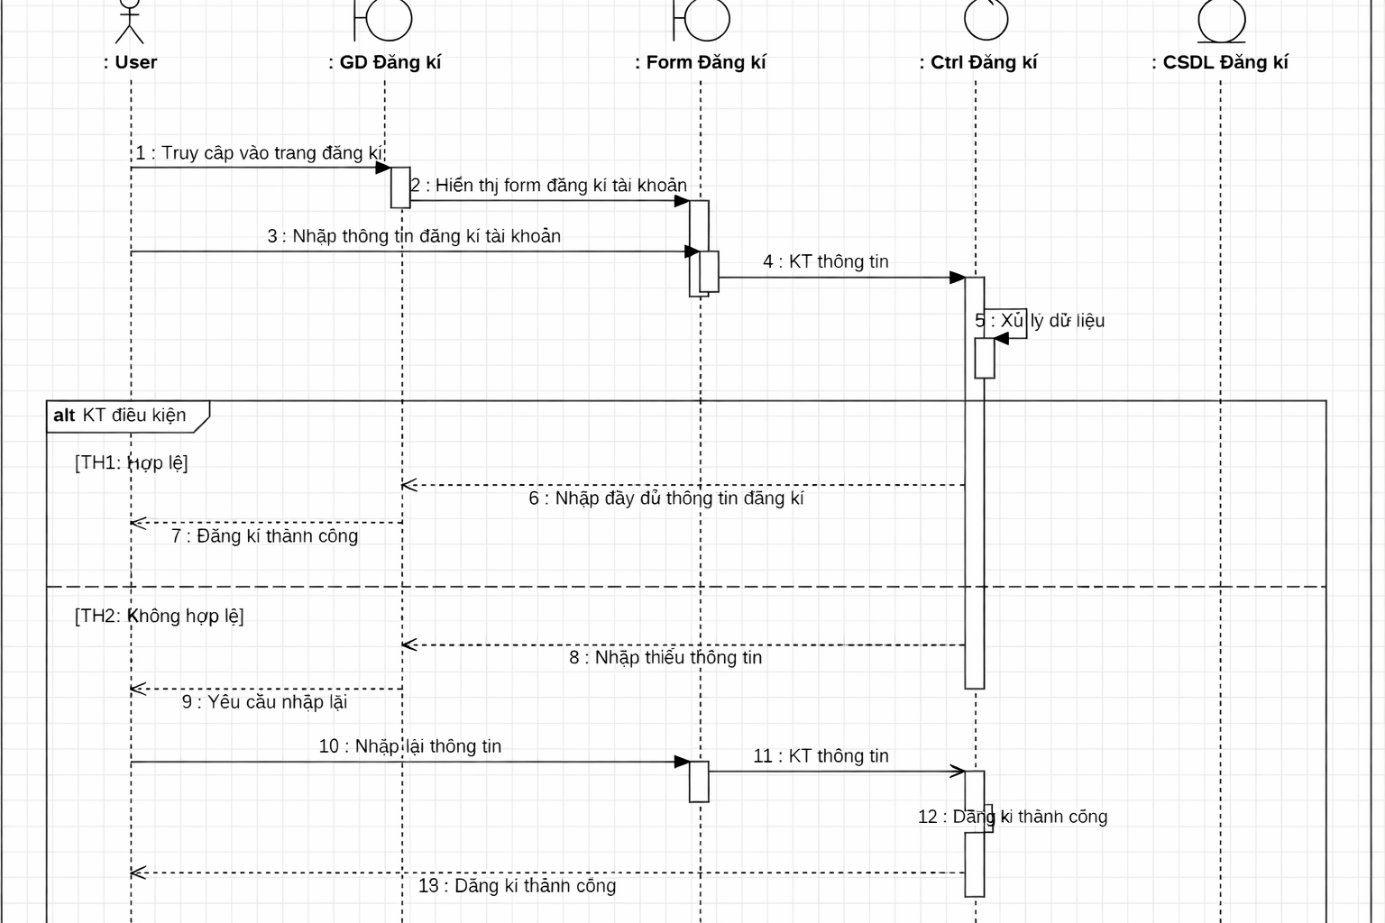 : User
: GD Đăng kí
: Form Đăng kí
: Ctrl Đăng kí
: CSDL Đăng kí
1 : Truy câp vào trang đăng kí
2 : Hiển thị form đăng kí tài khoản
3 : Nhập thông tin đăng kí tài khoản
4 : KT thông tin
5 : Xử lý dữ liệu
alt KT điều kiện
[TH1: Hợp lệ]
6 : Nhập đầy đủ thông tin đăng kí
7 : Đăng kí thành công
[TH2: Không hợp lệ]
8 : Nhập thiếu thông tin
9 : Yêu cầu nhập lại
10 : Nhập lại thông tin
11 : KT thông tin
12 : Đăng kí thành công
13 : Đăng kí thành công